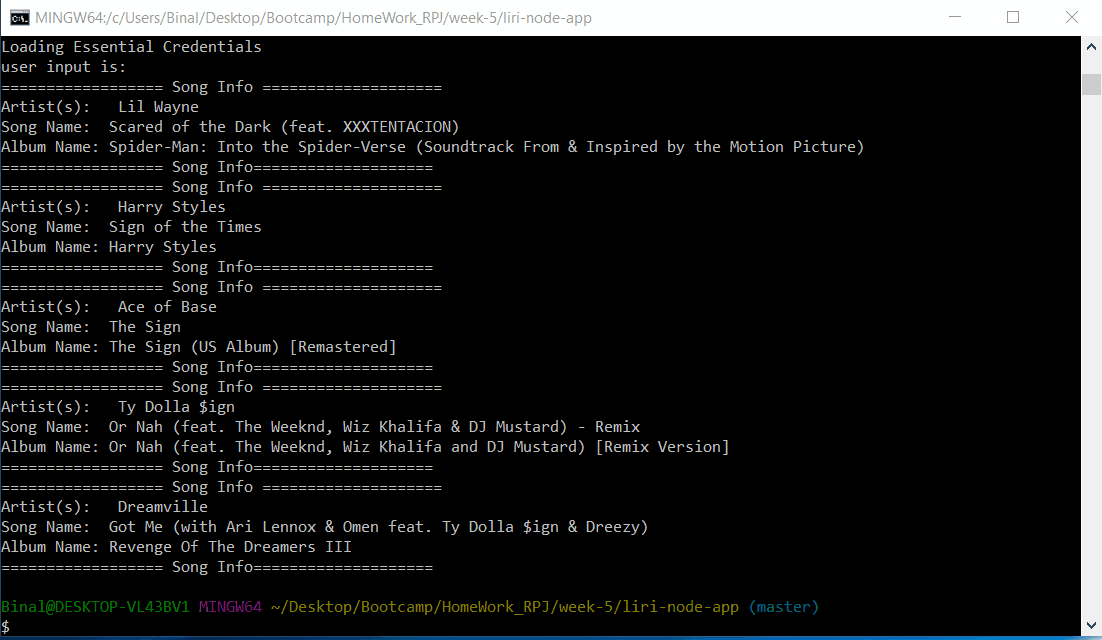 MINGW64:/c/Users/Binal/Desktop/Bootcamp/HomeWork_RPJ/week-5/liri-node-app
Loading Essential Credentials
user input is:
================== Song Info ====================
Artist(s):   Lil Wayne
Song Name:  Scared of the Dark (feat. XXXTENTACION)
Album Name: Spider-Man: Into the Spider-Verse (Soundtrack From & Inspired by the Motion Picture)
================== Song Info====================
================== Song Info ====================
Artist(s):   Harry Styles
Song Name:  Sign of the Times
Album Name: Harry Styles
================== Song Info====================
================== Song Info ====================
Artist(s):   Ace of Base
Song Name:  The Sign
Album Name: The Sign (US Album) [Remastered]
================== Song Info====================
================== Song Info ====================
Artist(s):   Ty Dolla $ign
Song Name:  Or Nah (feat. The Weeknd, Wiz Khalifa & DJ Mustard) - Remix
Album Name: Or Nah (feat. The Weeknd, Wiz Khalifa and DJ Mustard) [Remix Version]
================== Song Info====================
================== Song Info ====================
Artist(s):   Dreamville
Song Name:  Got Me (with Ari Lennox & Omen feat. Ty Dolla $ign & Dreezy)
Album Name: Revenge Of The Dreamers III
================== Song Info====================
Binal@DESKTOP-VL43BV1 MINGW64 ~/Desktop/Bootcamp/HomeWork_RPJ/week-5/liri-node-app (master)
$